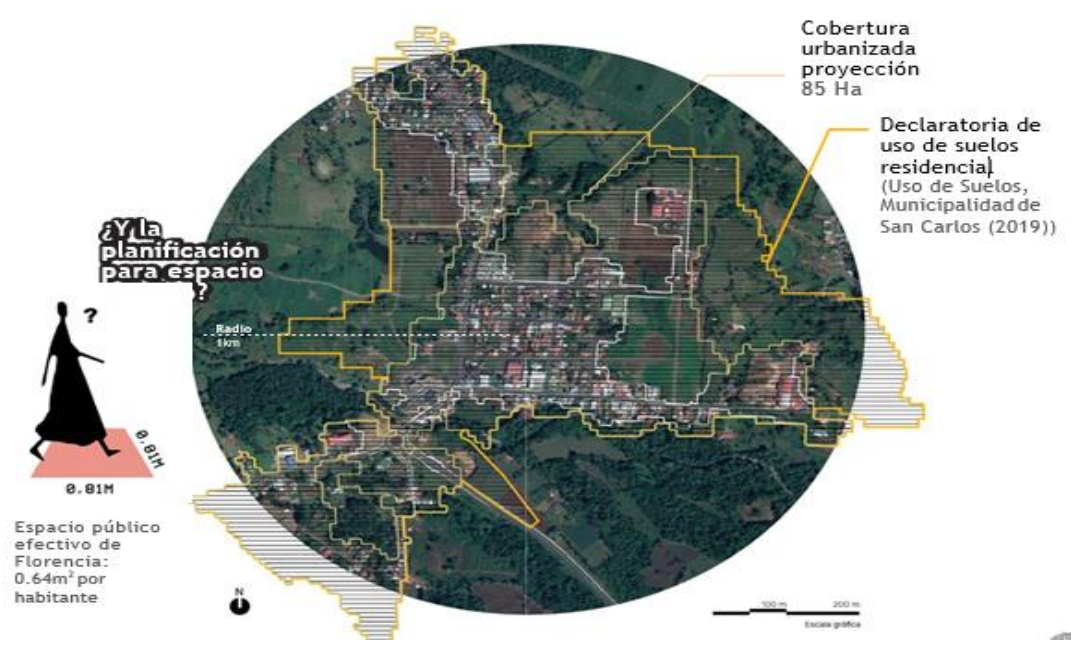 Cobertura
urbanizada
proyección
85 Ha
Declaratoria de
uso de suelos
residencial
(Uso de Suelos,
Municipalidad de
San Carlos (2019))
¿Y la
planificación
para espacio
?
?
Radio
1km
0.81M
0.81M
Espacio público
efectivo de
Florencia:
0.64m² por
habitante
N
100 m 200 m
Escala gráfica